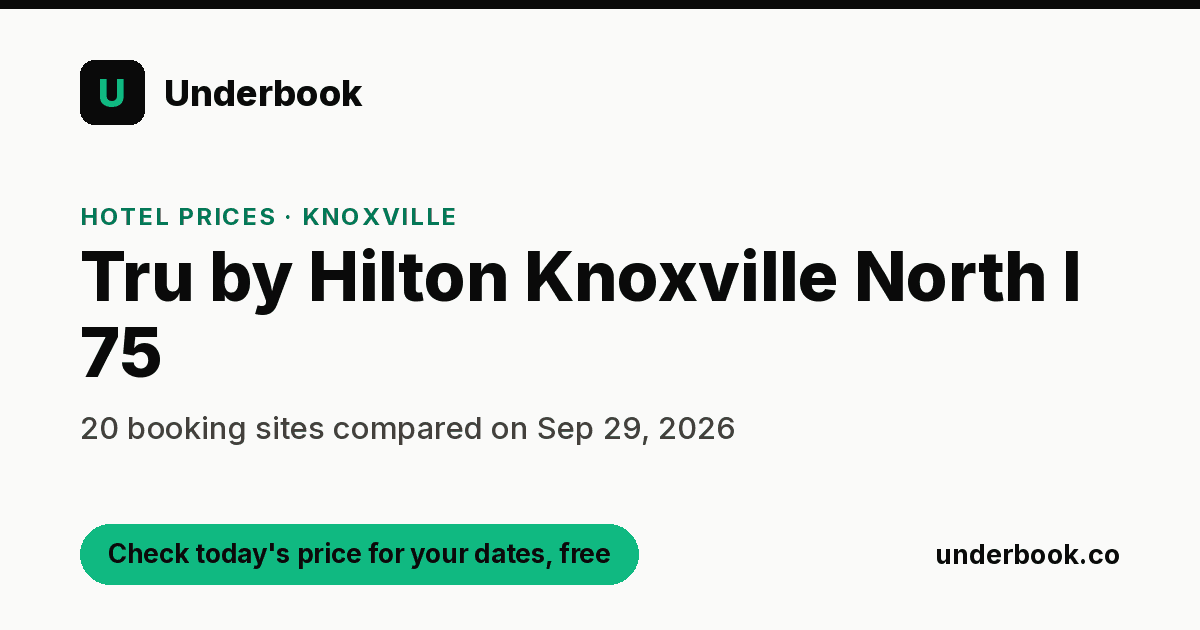 U Underbook
HOTEL PRICES · KNOXVILLE
Tru by Hilton Knoxville North I
75
20 booking sites compared on Sep 29, 2026
Check today's price for your dates, free
underbook.co